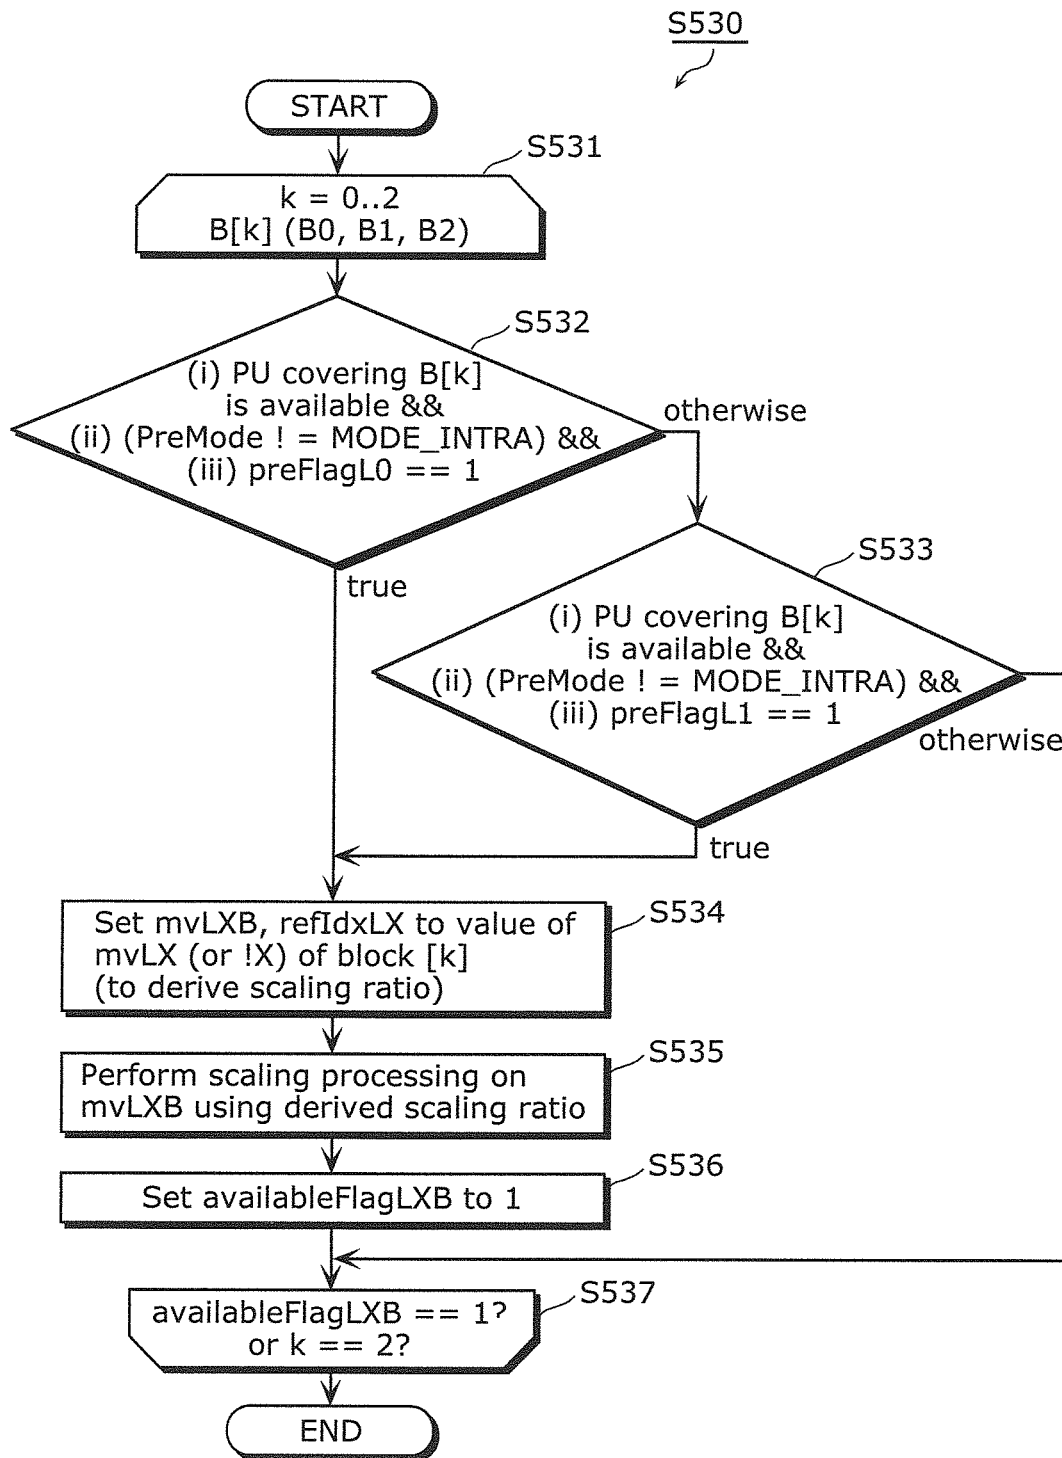 S530
START
S531
k = 0..2
B[k] (B0, B1, B2)
S532
(i) PU covering B[k]
is available &&
(ii) (PreMode ! = MODE_INTRA) &&
(iii) preFlagL0 == 1
otherwise
true
S533
(i) PU covering B[k]
is available &&
(ii) (PreMode ! = MODE_INTRA) &&
(iii) preFlagL1 == 1
otherwise
true
S534
Set mvLXB, refIdxLX to value of
mvLX (or !X) of block [k]
(to derive scaling ratio)
S535
Perform scaling processing on
mvLXB using derived scaling ratio
S536
Set availableFlagLXB to 1
S537
availableFlagLXB == 1?
or k == 2?
END